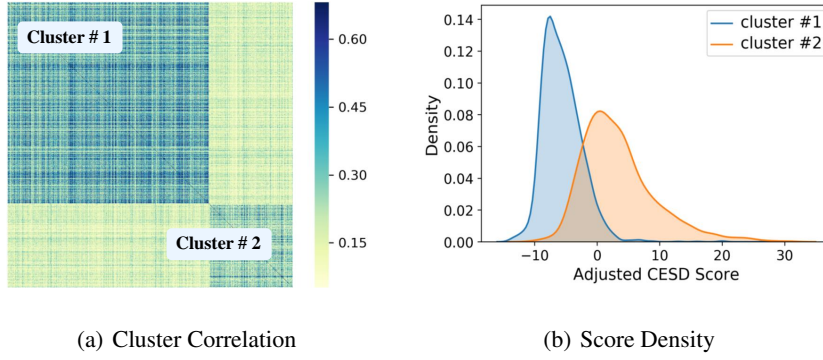 Cluster # 1
Cluster # 2
0.60
0.45
0.30
0.15
0.14
0.12
0.10
0.08
0.06
0.04
0.02
0.00
Density
cluster #1
cluster #2
−10
0
10
20
30
Adjusted CESD Score
(a) Cluster Correlation
(b) Score Density